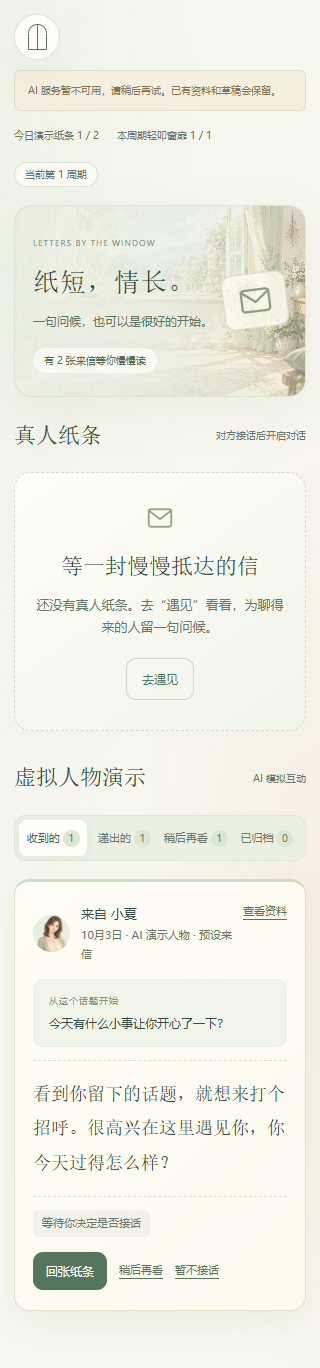 AI 服务暂不可用，请稍后再试。已有资料和草稿会保留。
今日演示纸条 1 / 2 本周期轻叩窗扉 1 / 1
当前第 1 周期
LETTERS BY THE WINDOW
纸短，情长。
一句问候，也可以是很好的开始。
有 2 张来信等你慢慢读
真人纸条 对方接话后开启对话
等一封慢慢抵达的信
还没有真人纸条。去“遇见”看看，为聊得
来的人留一句问候。
去遇见
虚拟人物演示 AI 模拟互动
收到的 1 递出的 1 稍后再看 1 已归档 0
来自 小夏 查看资料
10月3日 · AI 演示人物 · 预设来
信
从这个话题开始
今天有什么小事让你开心了一下？
看到你留下的话题，就想来打个
招呼。很高兴在这里遇见你，你
今天过得怎么样？
等待你决定是否接话
回张纸条 稍后再看 暂不接话